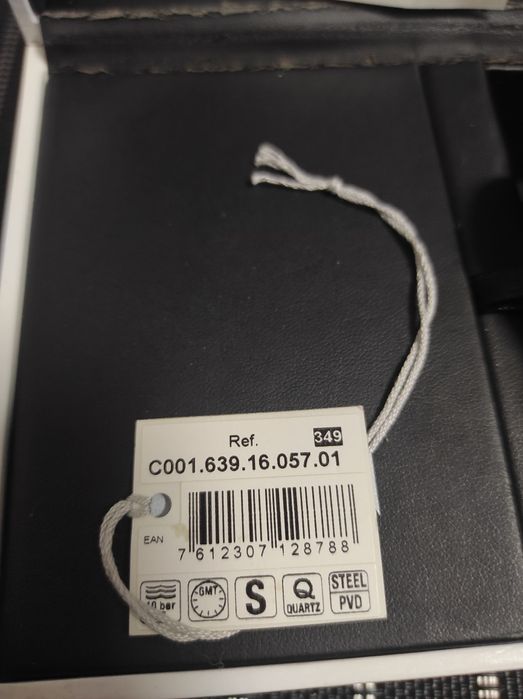 Ref. 349
C001.639.16.057.01
EAN
7 612307 128788
10 bar
GMT
S
Q
QUARTZ
STEEL
PVD